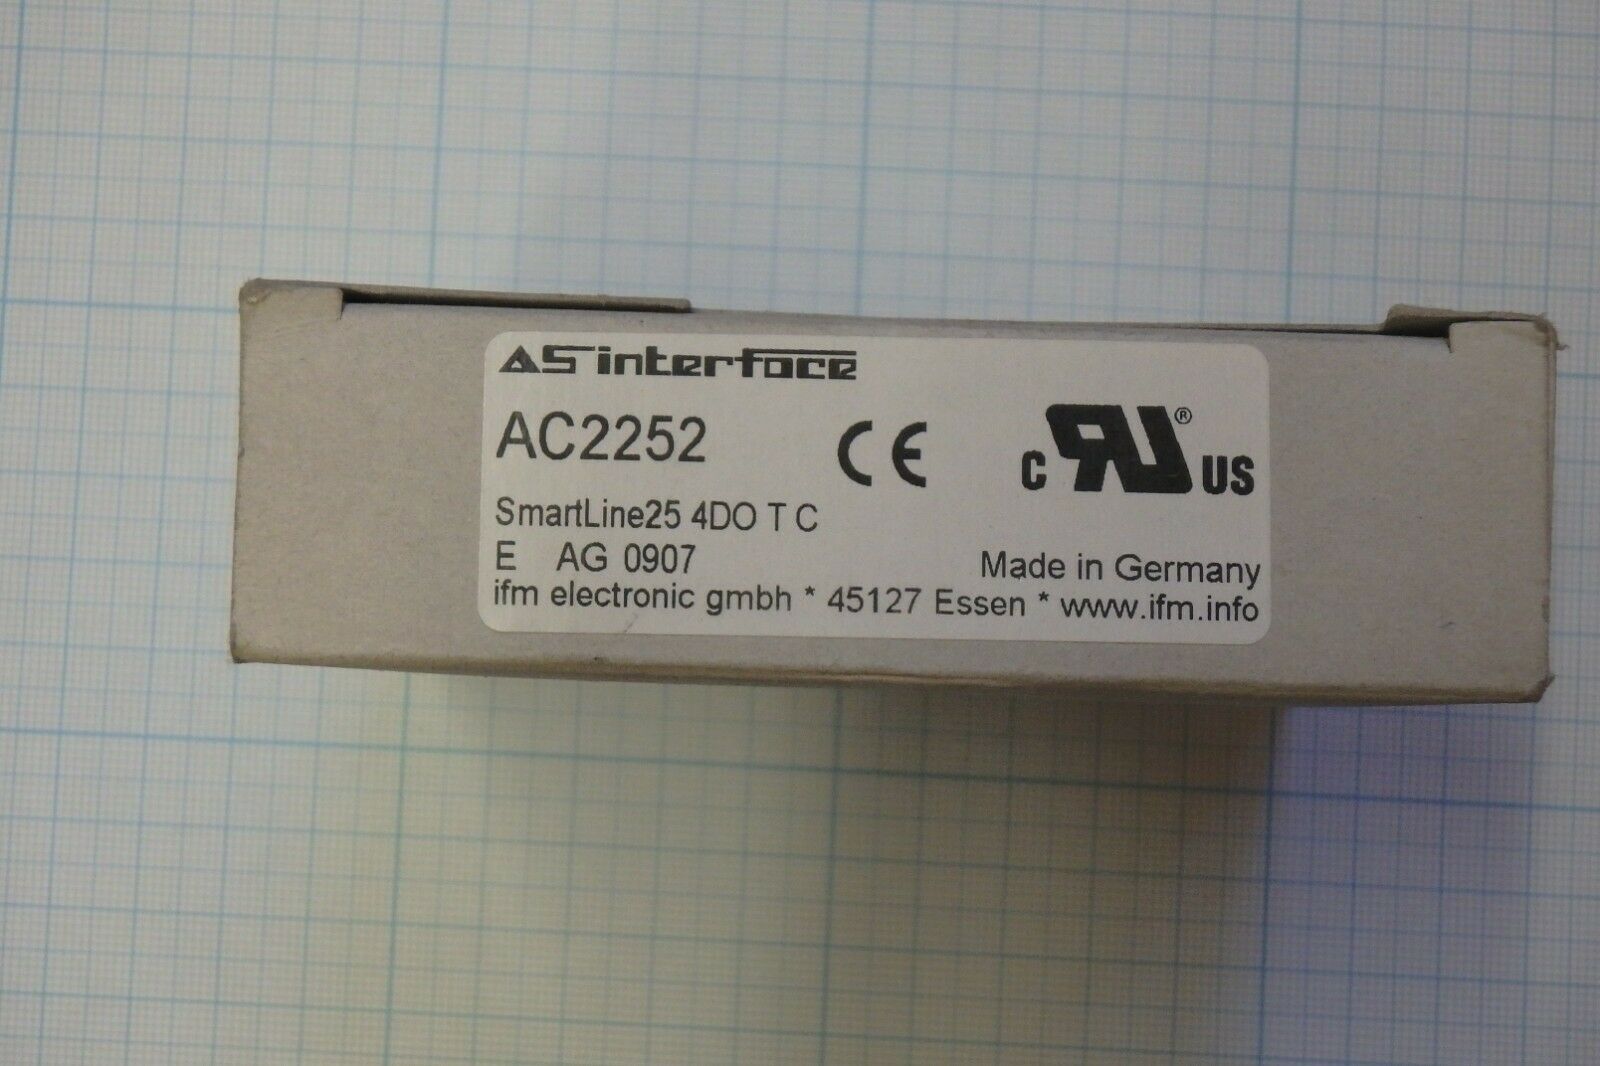 AS interface
AC2252
CE
c RU ® US
SmartLine25 4DO T C
E AG 0907
Made in Germany
ifm electronic gmbh * 45127 Essen * www.ifm.info